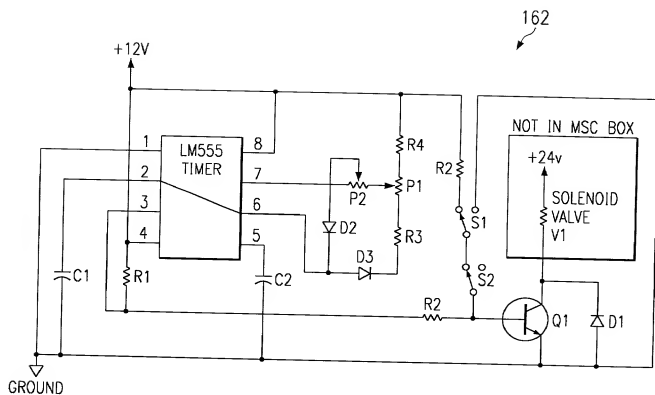 162
+12V
NOT IN MSC BOX
+24v
SOLENOID
VALVE
V1
LM555
TIMER
1
2
3
4
8
7
6
5
R4
P1
P2
R3
D2
D3
R2
S1
S2
C1
R1
C2
R2
Q1
D1
GROUND